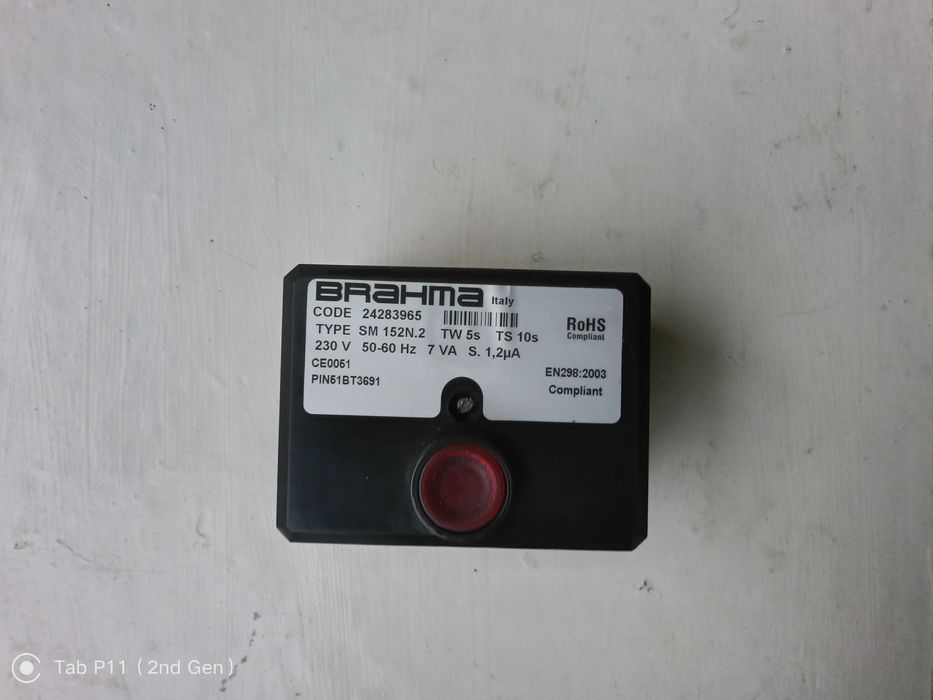 BRAHMA Italy
CODE 24283965
TYPE SM 152N.2 TW 5s TS 10s
230 V 50-60 Hz 7 VA S. 1,2µA
CE0051
PIN51BT3691
RoHS
Compliant
EN298:2003
Compliant
Tab P11 (2nd Gen)